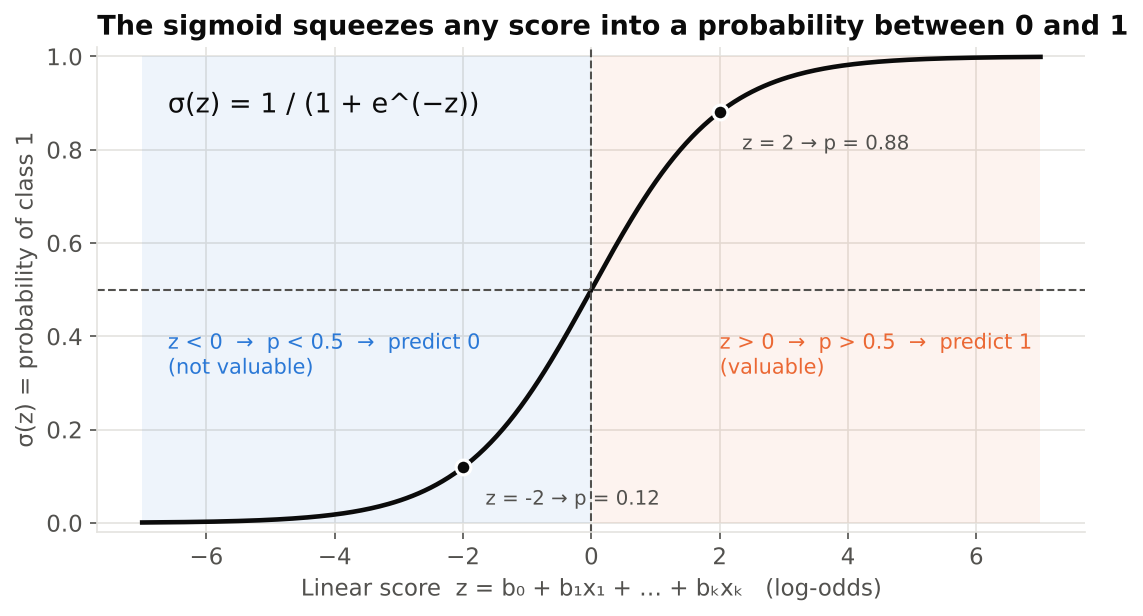 The sigmoid squeezes any score into a probability between 0 and 1
σ(z) = 1 / (1 + e^(−z))
z = 2 → p = 0.88
z < 0 → p < 0.5 → predict 0
(not valuable)
z > 0 → p > 0.5 → predict 1
(valuable)
z = -2 → p = 0.12
σ(z) = probability of class 1
1.0
0.8
0.6
0.4
0.2
0.0
−6
−4
−2
0
2
4
6
Linear score z = b₀ + b₁x₁ + … + bₖxₖ (log-odds)